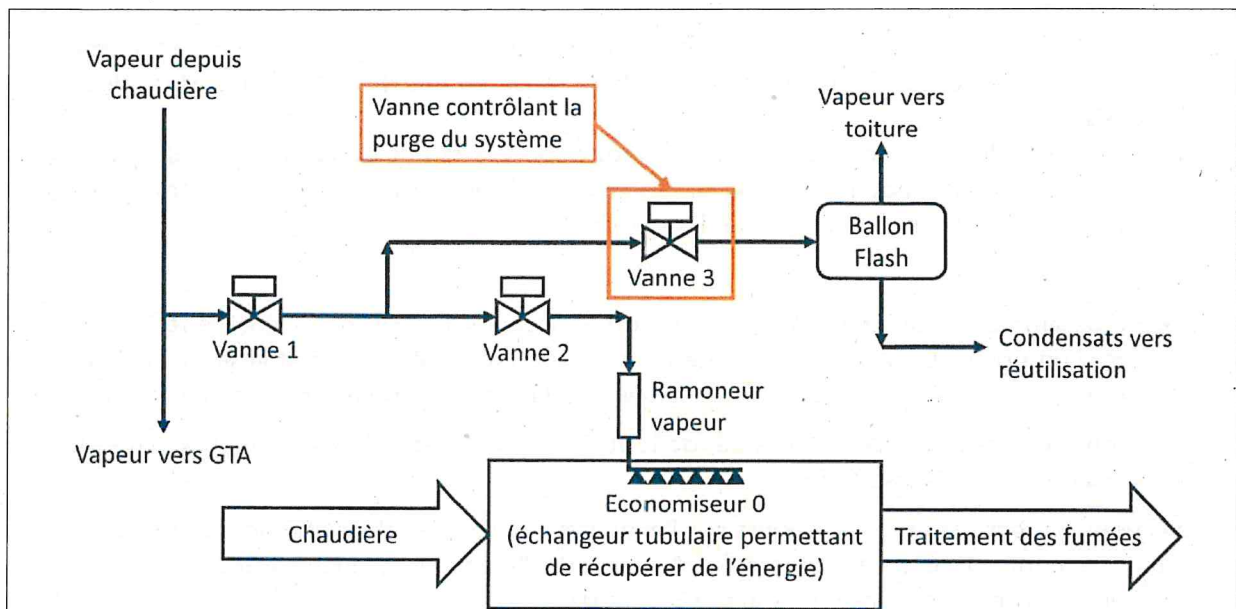 Vapeur depuis
chaudière
Vanne contrôlant la
purge du système
Vapeur vers
toiture
Ballon
Flash
Vanne 3
Vanne 1
Vanne 2
Condensats vers
réutilisation
Ramoneur
vapeur
Vapeur vers GTA
Chaudière
Economiseur 0
(échangeur tubulaire permettant
de récupérer de l'énergie)
Traitement des fumées